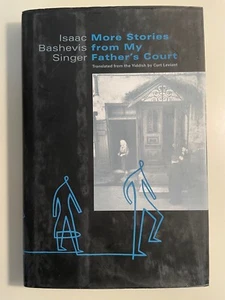 Isaac More Stories
Bashevis from My
Singer Father's Court
Translated from the Yiddish by Curt Leviant